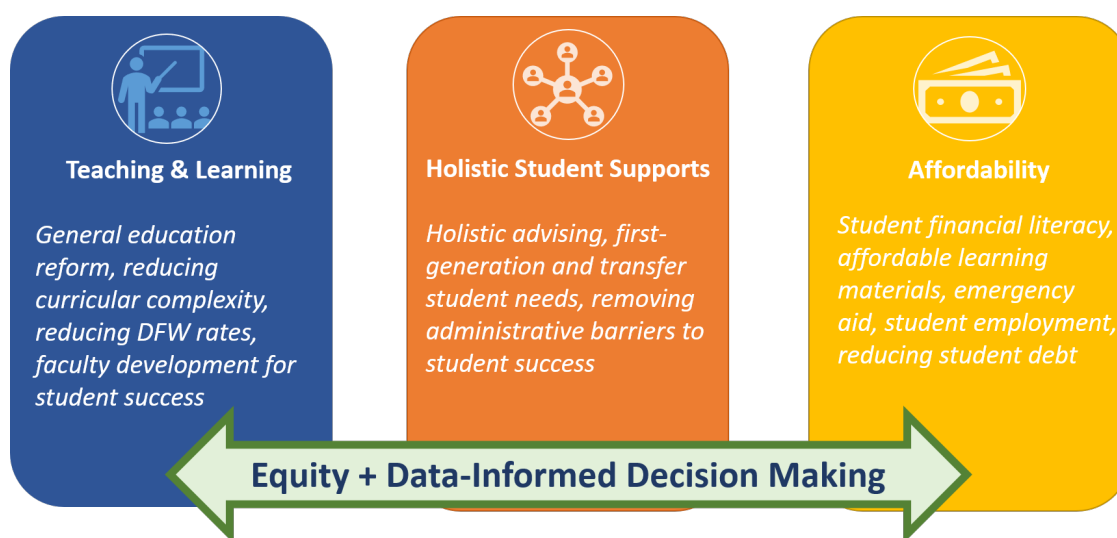 Teaching & Learning
General education
reform, reducing
curricular complexity,
reducing DFW rates,
faculty development for
student success
Holistic Student Supports
Holistic advising, first-
generation and transfer
student needs, removing
administrative barriers to
student success
Affordability
Student financial literacy,
affordable learning
materials, emergency
aid, student employment,
reducing student debt
Equity + Data-Informed Decision Making